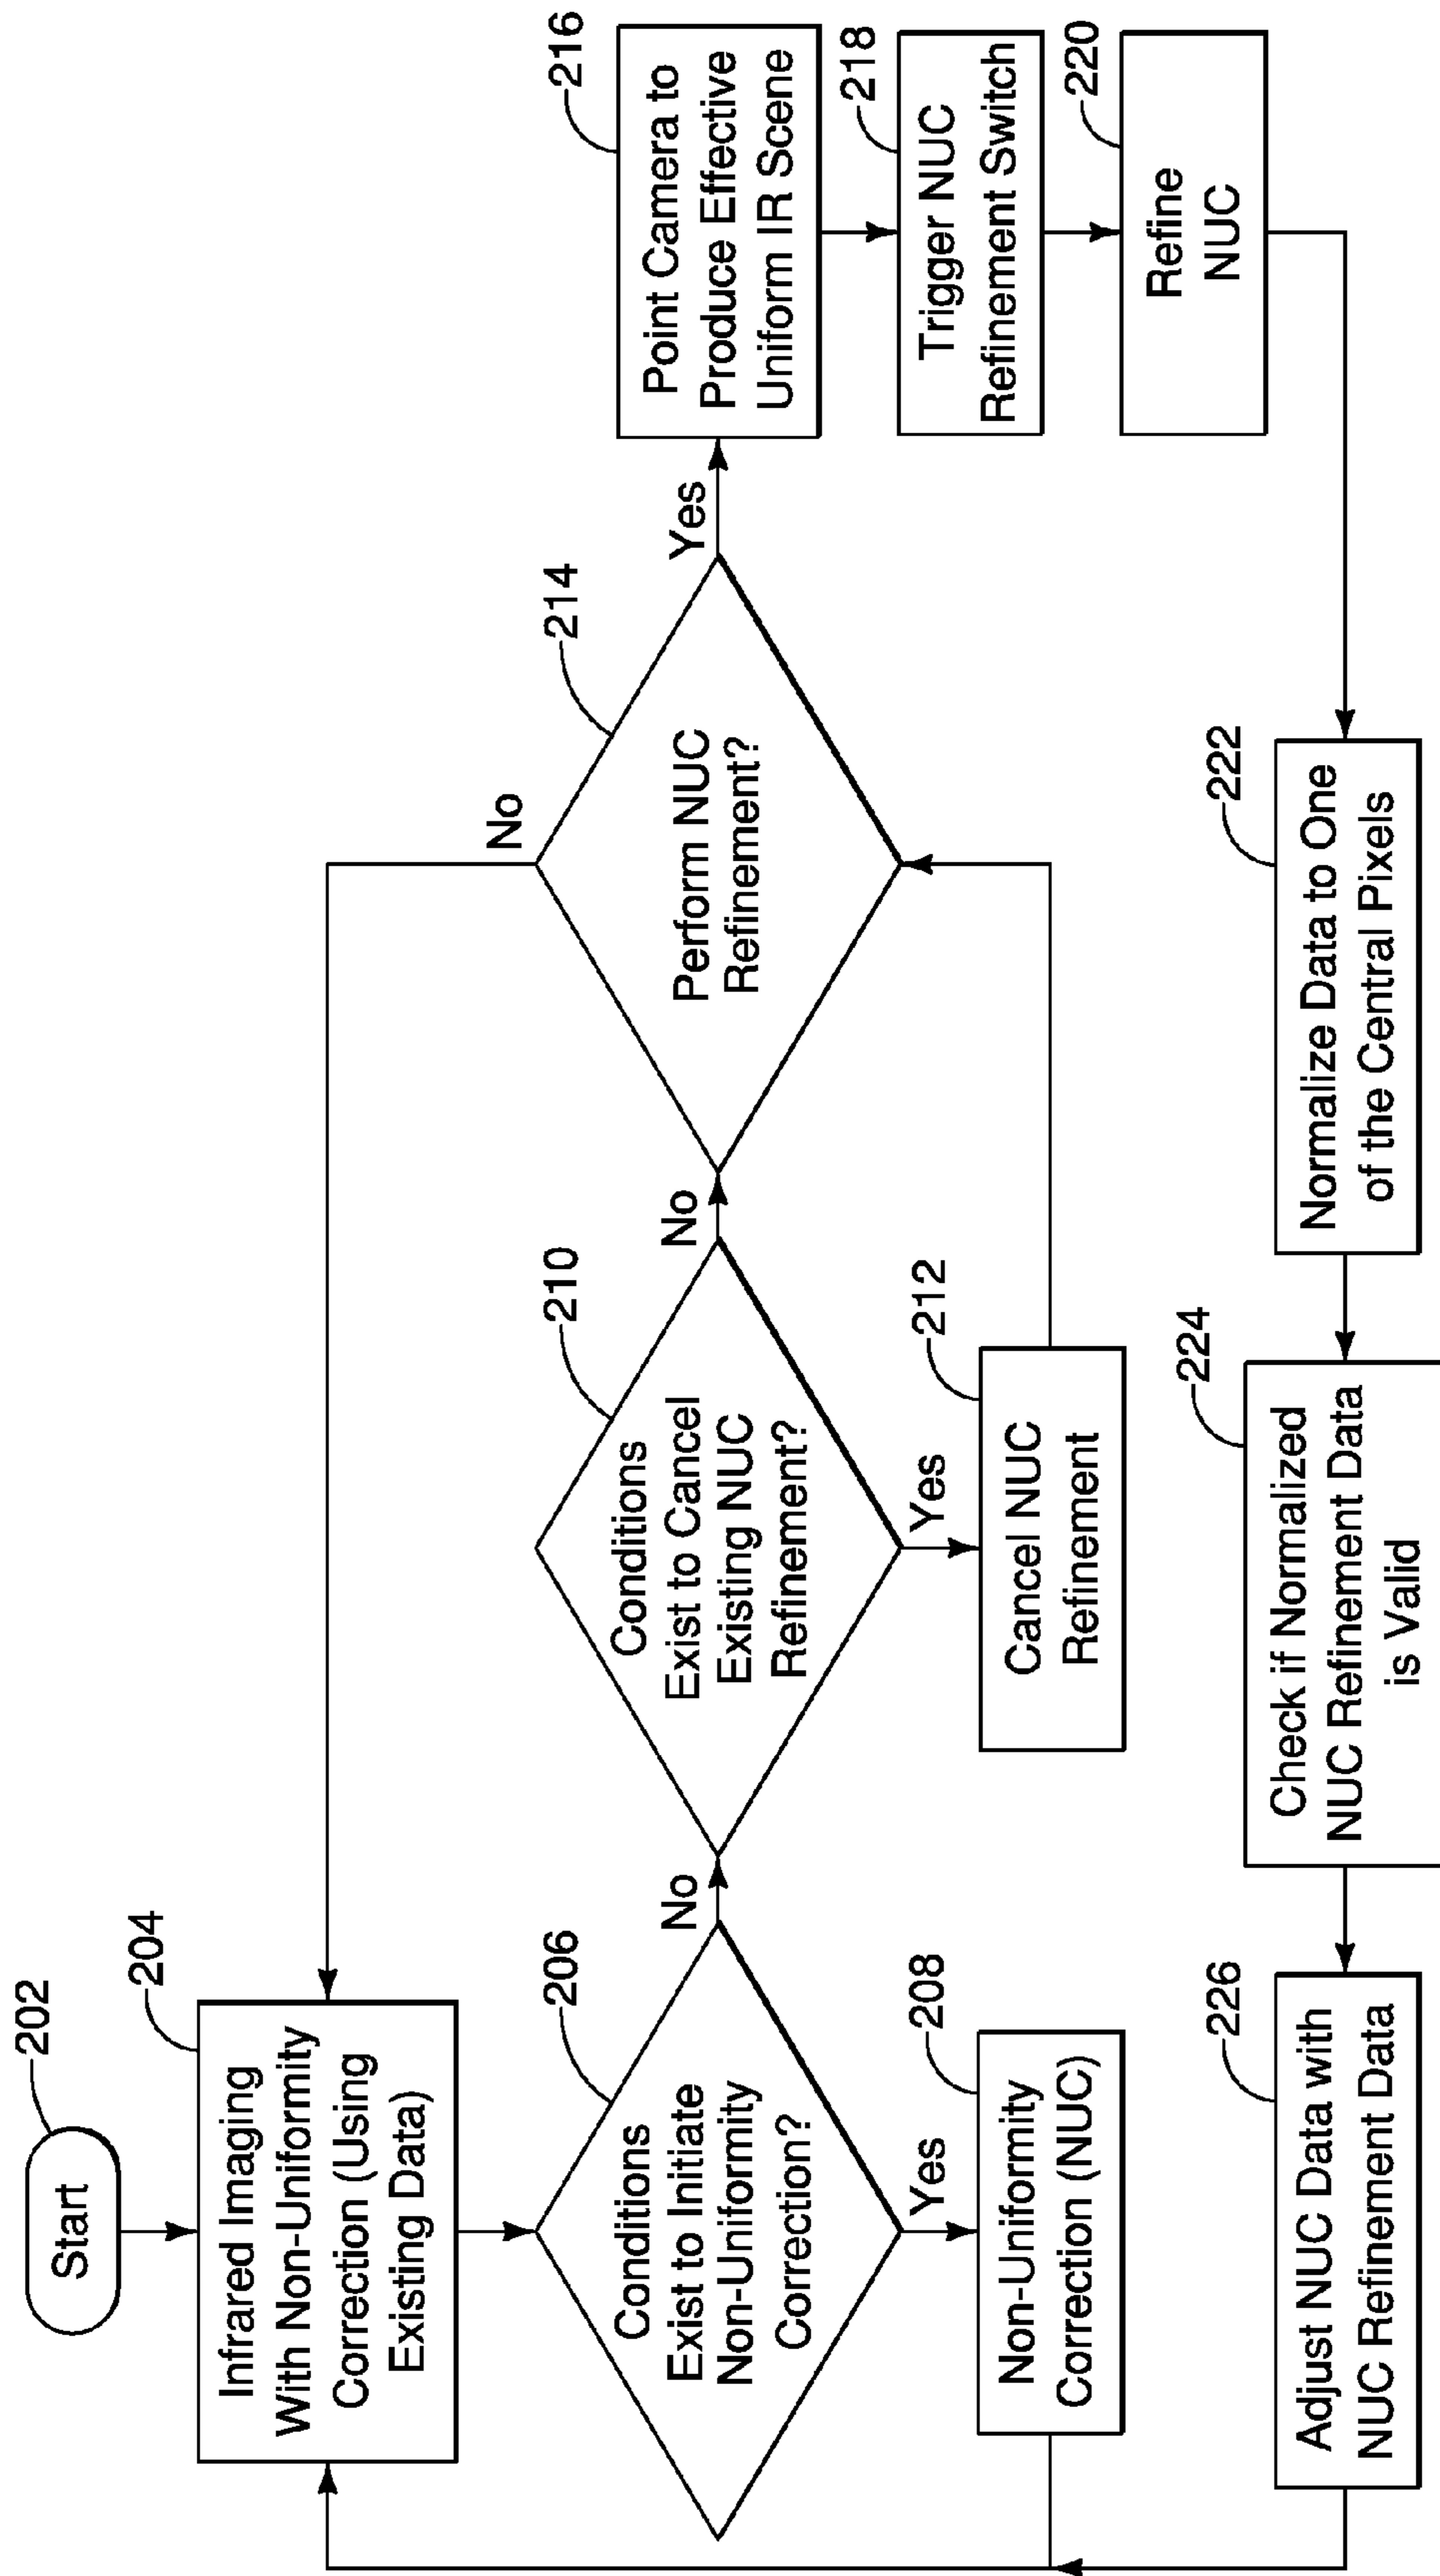 202
Start
204
Infrared Imaging
With Non-Uniformity
Correction (Using
Existing Data)
206
Conditions
Exist to Initiate
Non-Uniformity
Correction?
No
Yes
208
Non-Uniformity
Correction (NUC)
210
Conditions
Exist to Cancel
Existing NUC
Refinement?
No
Yes
212
Cancel NUC
Refinement
214
Perform NUC
Refinement?
No
Yes
216
Point Camera to
Produce Effective
Uniform IR Scene
218
Trigger NUC
Refinement Switch
220
Refine
NUC
222
Normalize Data to One
of the Central Pixels
224
Check if Normalized
NUC Refinement Data
is Valid
226
Adjust NUC Data with
NUC Refinement Data